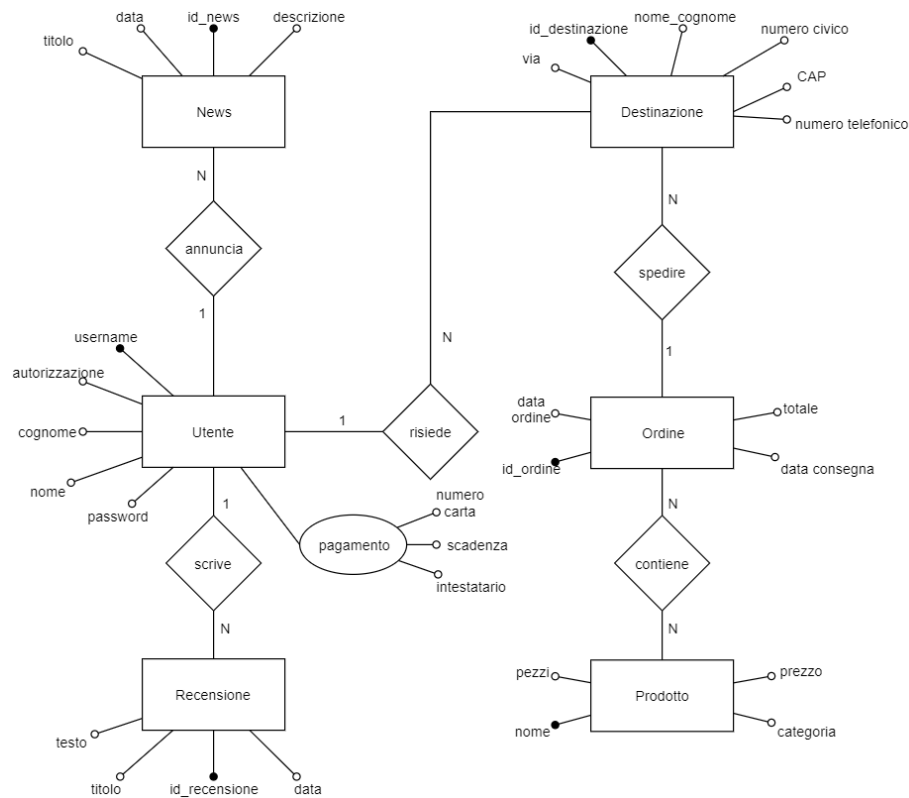 id_news
data
descrizione
titolo
News
N
annuncia
1
username
autorizzazione
cognome
nome
password
Utente
1
risiede
N
pagamento
numero
carta
scadenza
intestatario
1
scrive
N
Recensione
testo
titolo
id_recensione
data
nome_cognome
id_destinazione
numero civico
via
CAP
numero telefonico
Destinazione
N
spedire
1
data
ordine
totale
Ordine
id_ordine
data consegna
N
contiene
N
pezzi
prezzo
Prodotto
nome
categoria